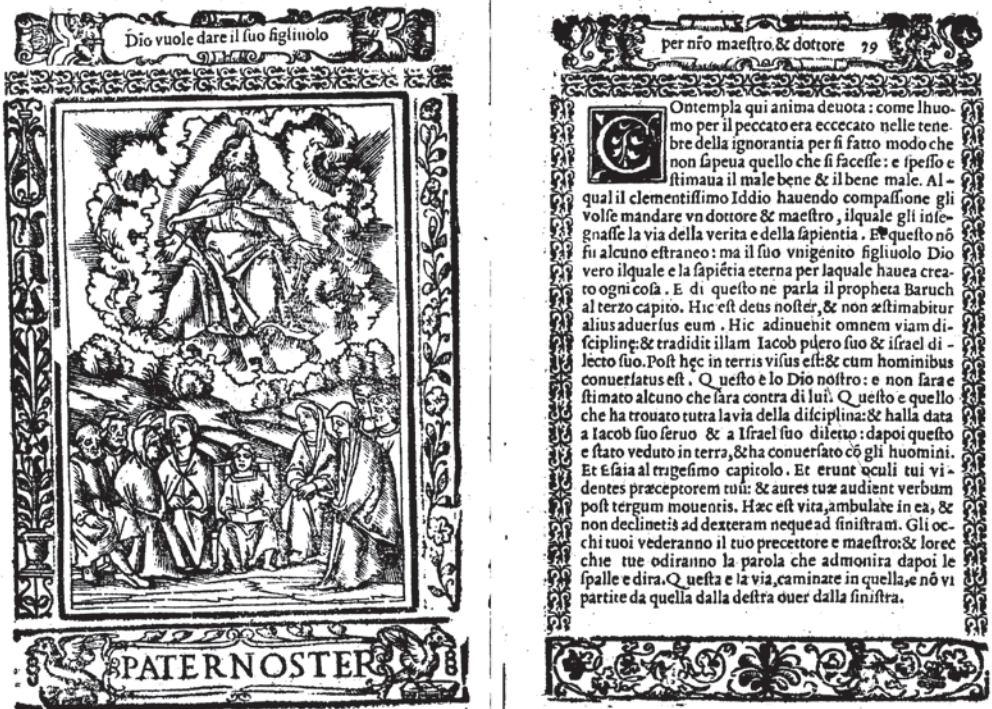 Dio vuole dare il ſuo figliuolo
PATERNOSTER
per nr̃o maeſtro, & dottore 79
COntempla qui anima deuota : come lhuo-
mo per il peccato era eccecato nelle tene
bre della ignorantia per ſi fatto modo che
non ſapeua quello che ſi faceſſe : e ſpeſſo e
ſtimaua il male bene & il bene male. Al-
qual il clementiſſimo Iddio hauendo compaſſione gli
volſe mandare vn dottore & maeſtro, ilquale gli inſe-
gnaſſe la via della verita e della ſapientia. Et queſto nõ
fu alcuno eſtraneo : ma il ſuo vnigenito figliuolo Dio
vero ilquale e la ſapiẽtia eterna per laquale hauea crea-
to ogni coſa. E di queſto ne parla il propheta Baruch
al terzo capito. Hic eſt deus noſter, & non æſtimabitur
alius aduerſus eum. Hic adinuenit omnem viam di-
ſcipline: & tradidit illam Iacob puero ſuo & iſrael di-
lecto ſuo. Poſt hęc in terris viſus eſt: & cum hominibus
conuerſatus eſt. Queſto è lo Dio noſtro : e non ſara e
ſtimato alcuno che ſara contra di lui. Queſto e quello
che ha trouato tutta la via della diſciplina: & halla data
a Iacob ſuo ſeruo & a Iſrael ſuo diletto : dapoi queſto
e ſtato veduto in terra, & ha conuerſato cõ gli huomini.
Et Eſaia al trigeſimo capitolo. Et erunt oculi tui vi-
dentes præceptorem tuũ: & aures tuæ audient verbum
poſt tergum mouentis. Hæc eſt vita, ambulate in ea, &
non declinetis ad dexteram neque ad ſiniſtram. Gli oc-
chi tuoi vederanno il tuo precettore e maeſtro: & lorec
chie tue odiranno la parola che admonira dapoi le
ſpalle e dira. Queſta e la via, caminare in quella, e nõ vi
partite da quella dalla deſtra ouer dalla ſiniſtra.